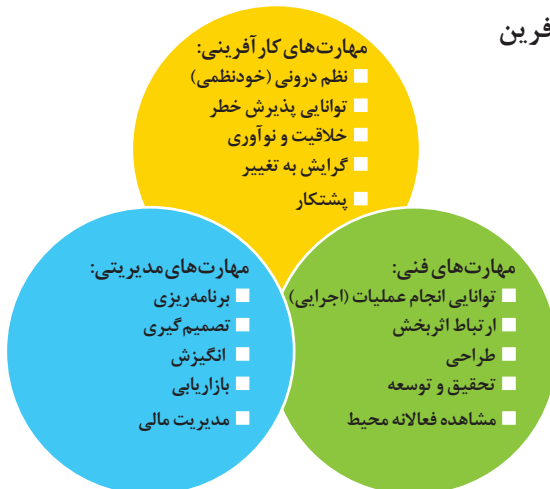 فرین
مهارت‌های کارآفرینی:
نظم درونی (خودنظمی)
توانایی پذیرش خطر
خلاقیت و نوآوری
گرایش به تغییر
پشتکار
مهارت‌های فنی:
توانایی انجام عملیات (اجرایی)
ارتباط اثربخش
طراحی
تحقیق و توسعه
مشاهده فعالانه محیط
مهارت‌های مدیریتی:
برنامه‌ریزی
تصمیم‌گیری
انگیزش
بازاریابی
مدیریت مالی